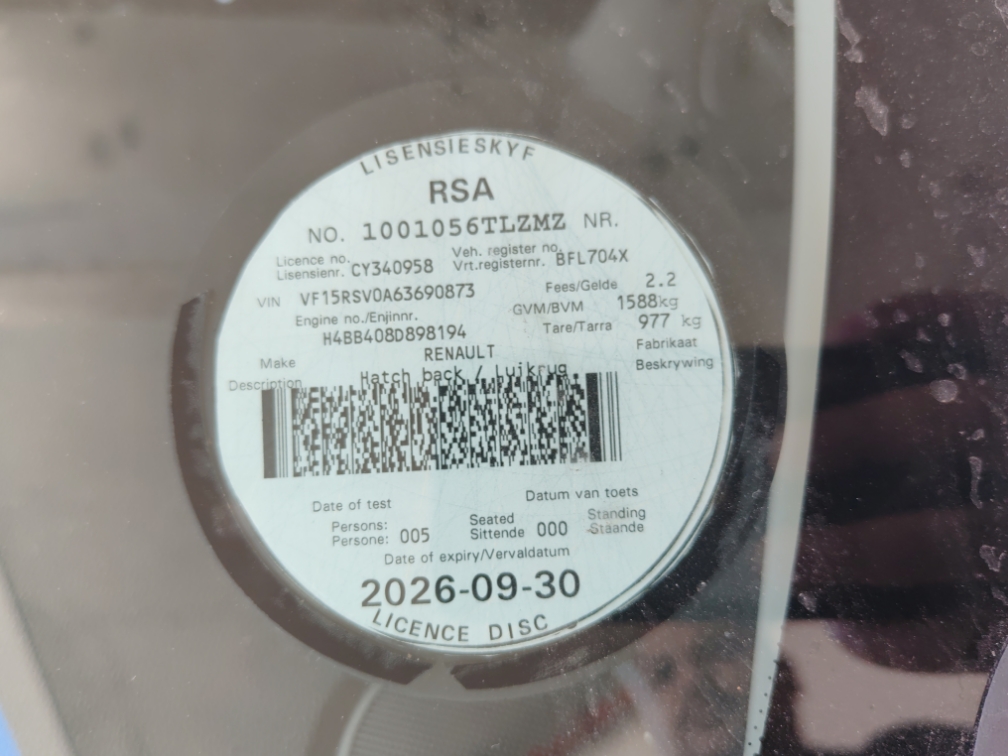 LISENSIESKYF
RSA
NO. 1001056TLZMZ NR.
Licence no. Lisensienr. CY340958 Veh. register no. Vrt.registernr. BFL704X
VIN VF15RSV0A63690873 Fees/Gelde 2.2
Engine no./Enjinnr. GVM/BVM 1588kg
H4BB408D898194 Tare/Tarra 977 kg
Make RENAULT Fabrikaat
Description Hatch back / Luikrug Beskrywing
Date of test Datum van toets
Persons: Persone: 005 Seated Sittende 000 Standing Staande
Date of expiry/Vervaldatum
2026-09-30
LICENCE DISC